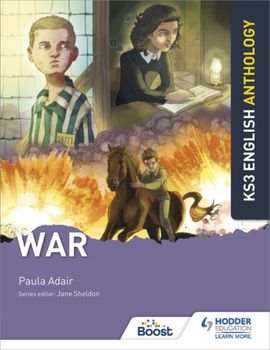 KS3 ENGLISH ANTHOLOGY
WAR
Paula Adair
Series editor: Jane Sheldon
Boost
HODDER
EDUCATION
LEARN MORE